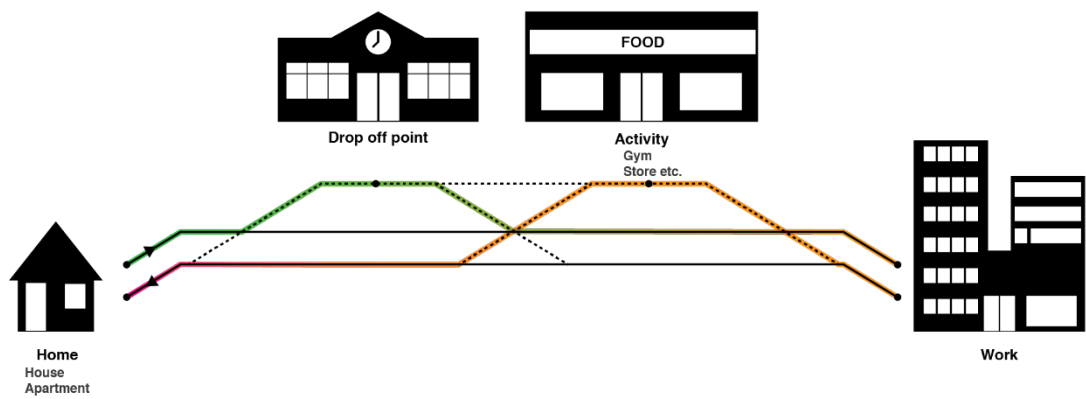 FOOD
Drop off point
Activity
Gym
Store etc.
Home
House
Apartment
Work